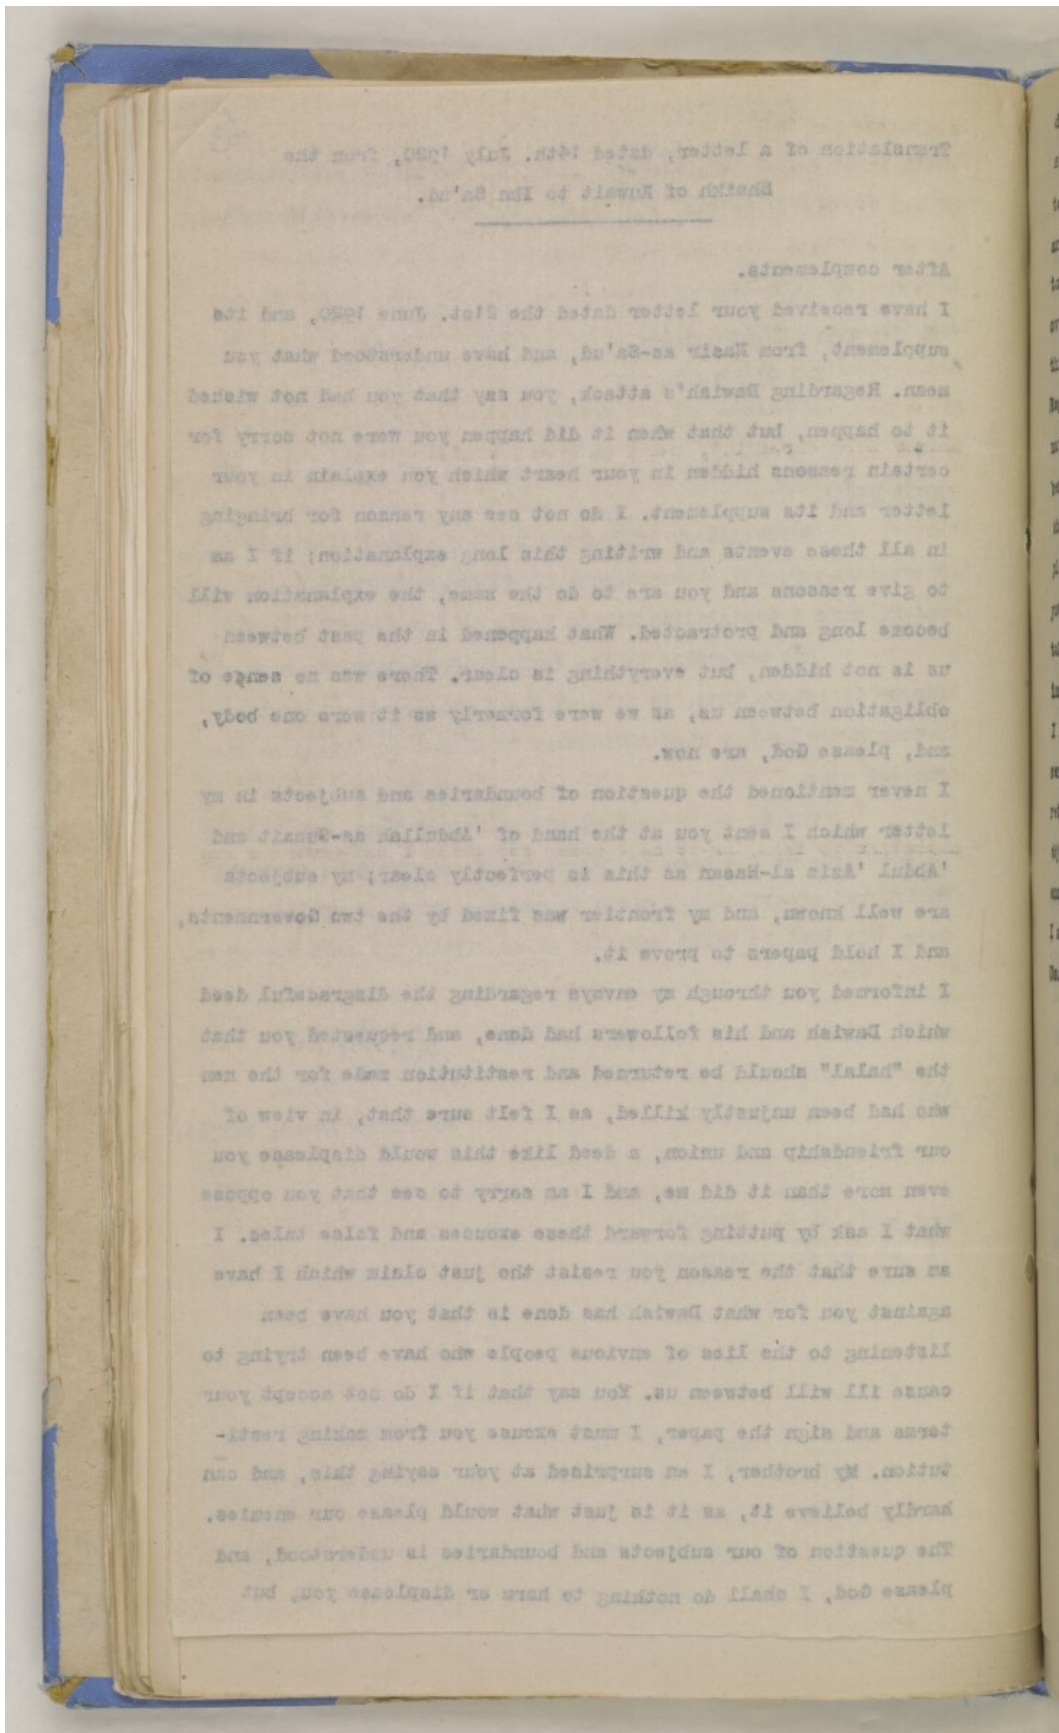 Translation of a letter, dated 14th. July 1920, from the
Shaikh of Kuwait to Ibn Sa'ud.
After complements.
I have received your letter dated the 21st. June 1920, and its
supplement, from Nasir as-Sa'ud, and have understood what you
mean. Regarding Dawish's attack, you say that you had not wished
it to happen, but that when it did happen you were not sorry for
certain reasons hidden in your heart which you explain in your
letter and its supplement. I do not see any reason for bringing
in all these events and writing this long explanation; if I am
to give reasons and you are to do the same, the explanation will
become long and protracted. What happened in the past between
us is not hidden, but everything is clear. There was no sense of
obligation between us, as we were formerly as it were one body,
and, please God, are now.
I never mentioned the question of boundaries and subjects in my
letter which I sent you at the hand of 'Abdullah as-Sumait and
'Abdul 'Aziz al-Hasan as this is perfectly clear; my subjects
are well known, and my frontier was fixed by the two Governments,
and I hold papers to prove it.
I informed you through my envoys regarding the disgraceful deed
which Dawish and his followers had done, and requested you that
the "halal" should be returned and restitution made for the men
who had been unjustly killed, as I felt sure that, in view of
our friendship and union, a deed like this would displease you
even more than it did me, and I am sorry to see that you oppose
what I ask by putting forward these excuses and false tales. I
am sure that the reason you resist the just claim which I have
against you for what Dawish has done is that you have been
listening to the lies of envious people who have been trying to
cause ill will between us. You say that if I do not accept your
terms and sign the paper, I must excuse you from making resti-
tution. My brother, I am surprised at your saying this, and can
hardly believe it, as it is just what would please our enemies.
The question of our subjects and boundaries is understood, and
please God, I shall do nothing to harm or displease you, but